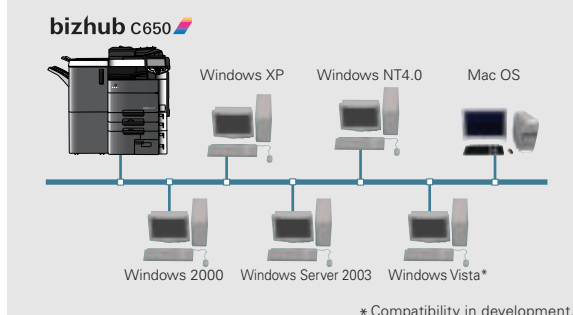 bizhub C650
Windows XP Windows NT4.0 Mac OS
Windows 2000 Windows Server 2003 Windows Vista*
* Compatibility in development.